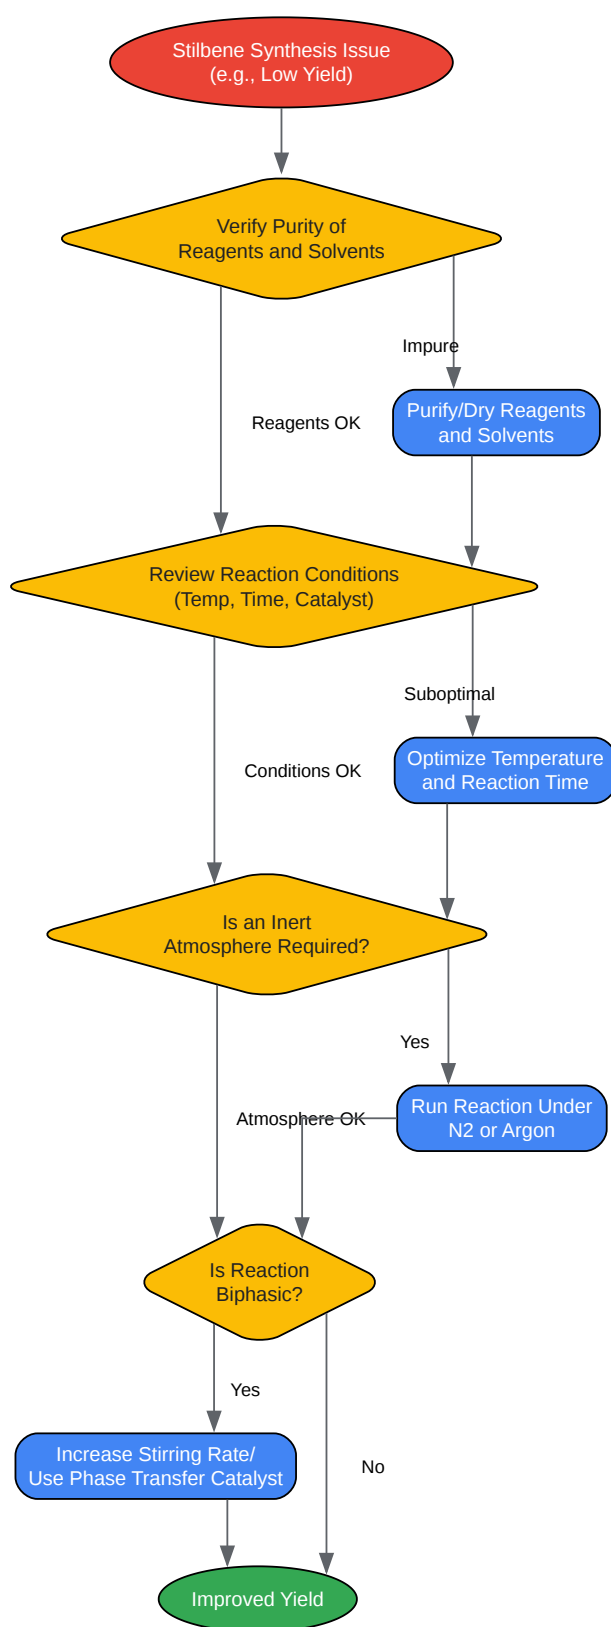 Stilbene Synthesis Issue
(e.g., Low Yield)
Verify Purity of
Reagents and Solvents
Impure
Purify/Dry Reagents
and Solvents
Reagents OK
Review Reaction Conditions
(Temp, Time, Catalyst)
Suboptimal
Optimize Temperature
and Reaction Time
Conditions OK
Is an Inert
Atmosphere Required?
Yes
Run Reaction Under
N2 or Argon
Atmosphere OK
Is Reaction
Biphasic?
Yes
Increase Stirring Rate/
Use Phase Transfer Catalyst
No
Improved Yield